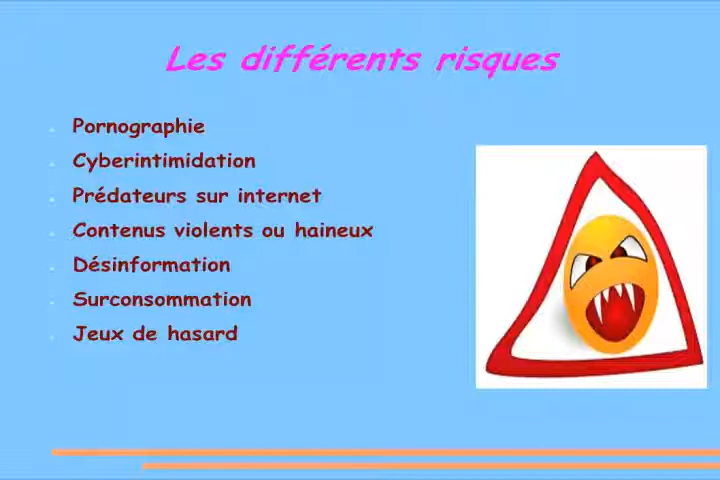 Les différents risques
Pornographie
Cyberintimidation
Prédateurs sur internet
Contenus violents ou haineux
Désinformation
Surconsommation
Jeux de hasard